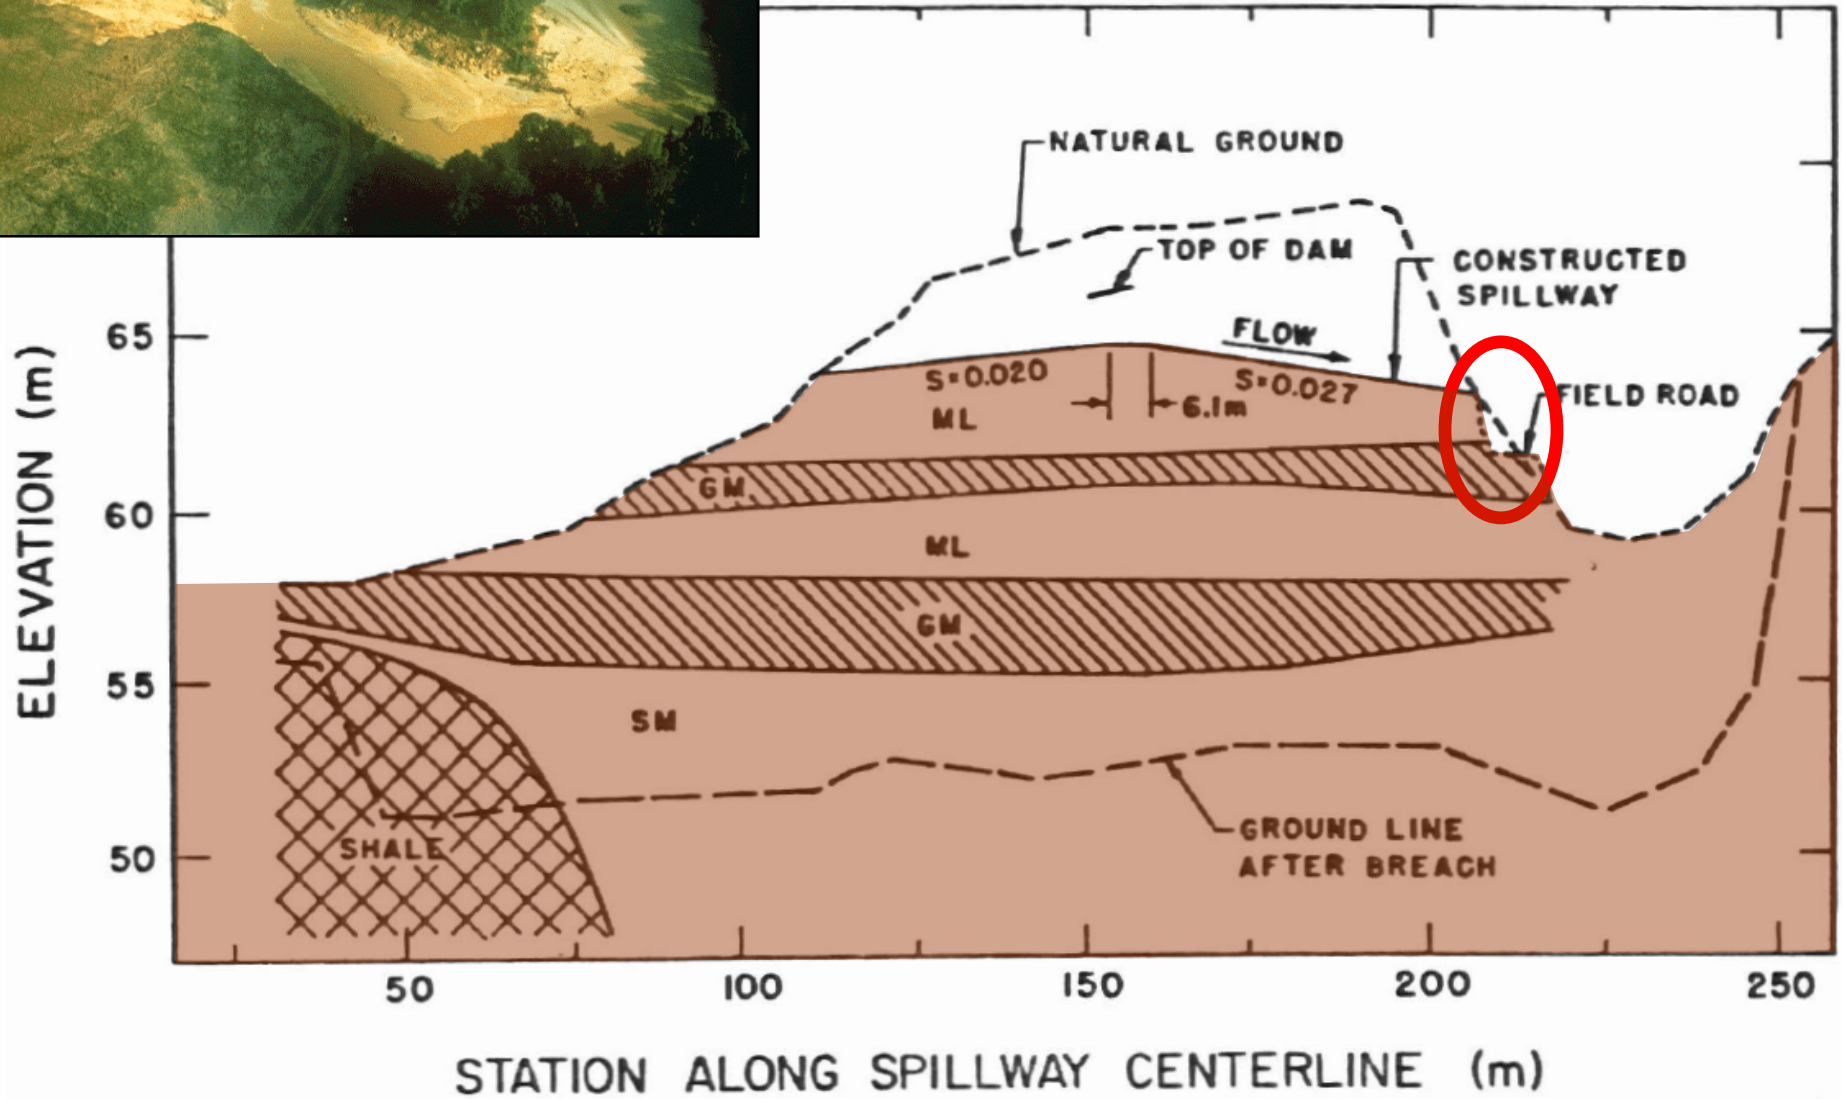 NATURAL GROUND
TOP OF DAM
CONSTRUCTED
SPILLWAY
FLOW
65
S=0.020
S=0.027
FIELD ROAD
6.1m
ML
GM
60
ML
GM
55
SM
GROUND LINE
AFTER BREACH
SHALE
50
ELEVATION (m)
50
100
150
200
250
STATION ALONG SPILLWAY CENTERLINE (m)